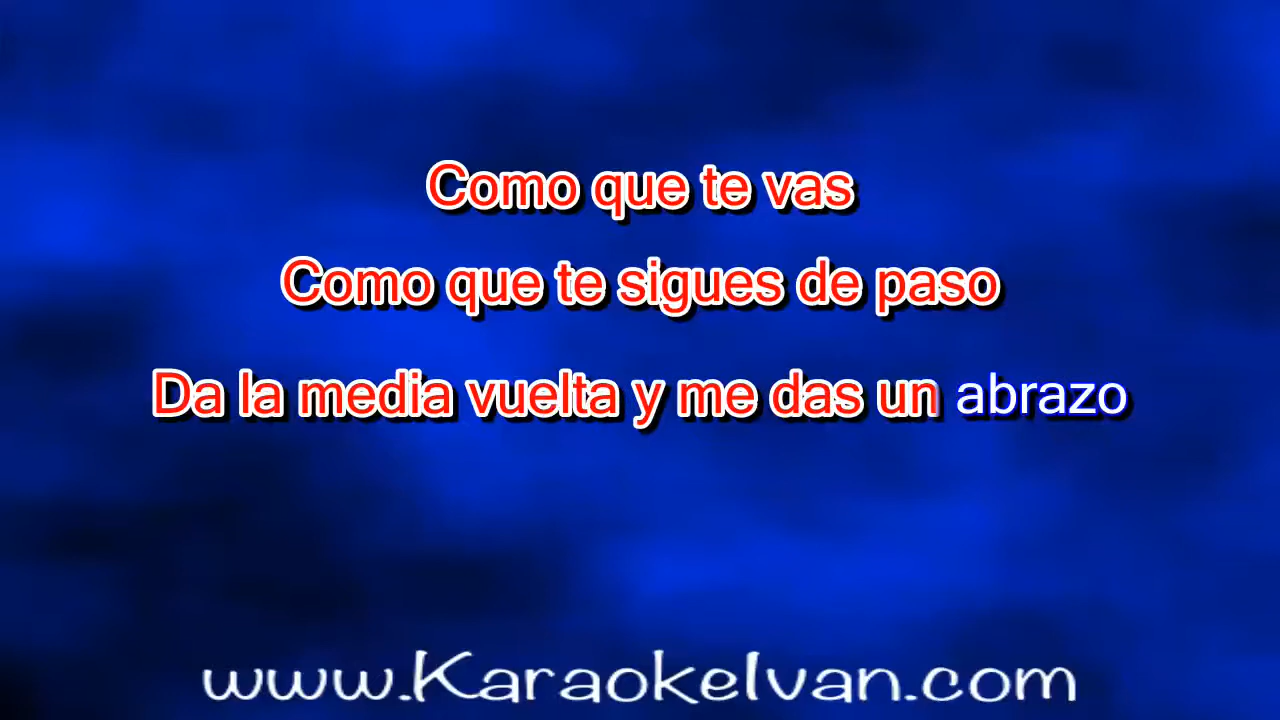 Como que te vas
Como que te sigues de paso
Da la media vuelta y me das un abrazo
www.KaraokeIvan.com